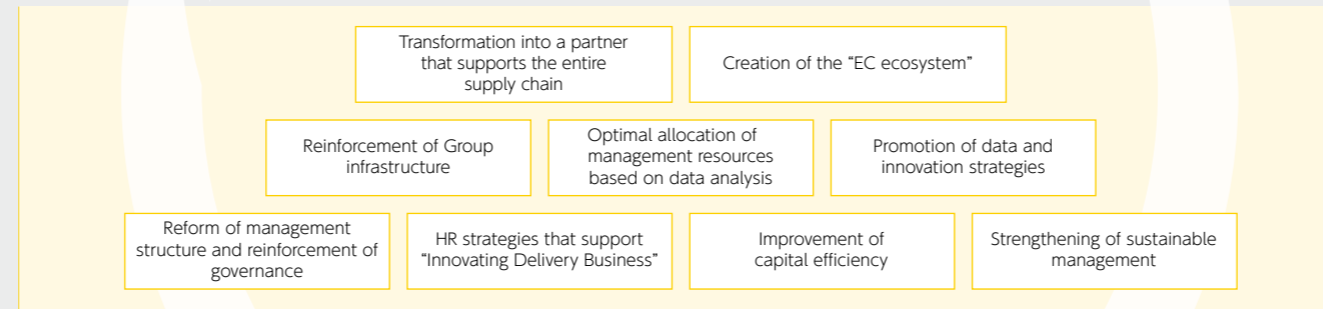 Transformation into a partner
that supports the entire
supply chain
Creation of the “EC ecosystem”
Reinforcement of Group
infrastructure
Optimal allocation of
management resources
based on data analysis
Promotion of data and
innovation strategies
Reform of management
structure and reinforcement of
governance
HR strategies that support
“Innovating Delivery Business”
Improvement of
capital efficiency
Strengthening of sustainable
management